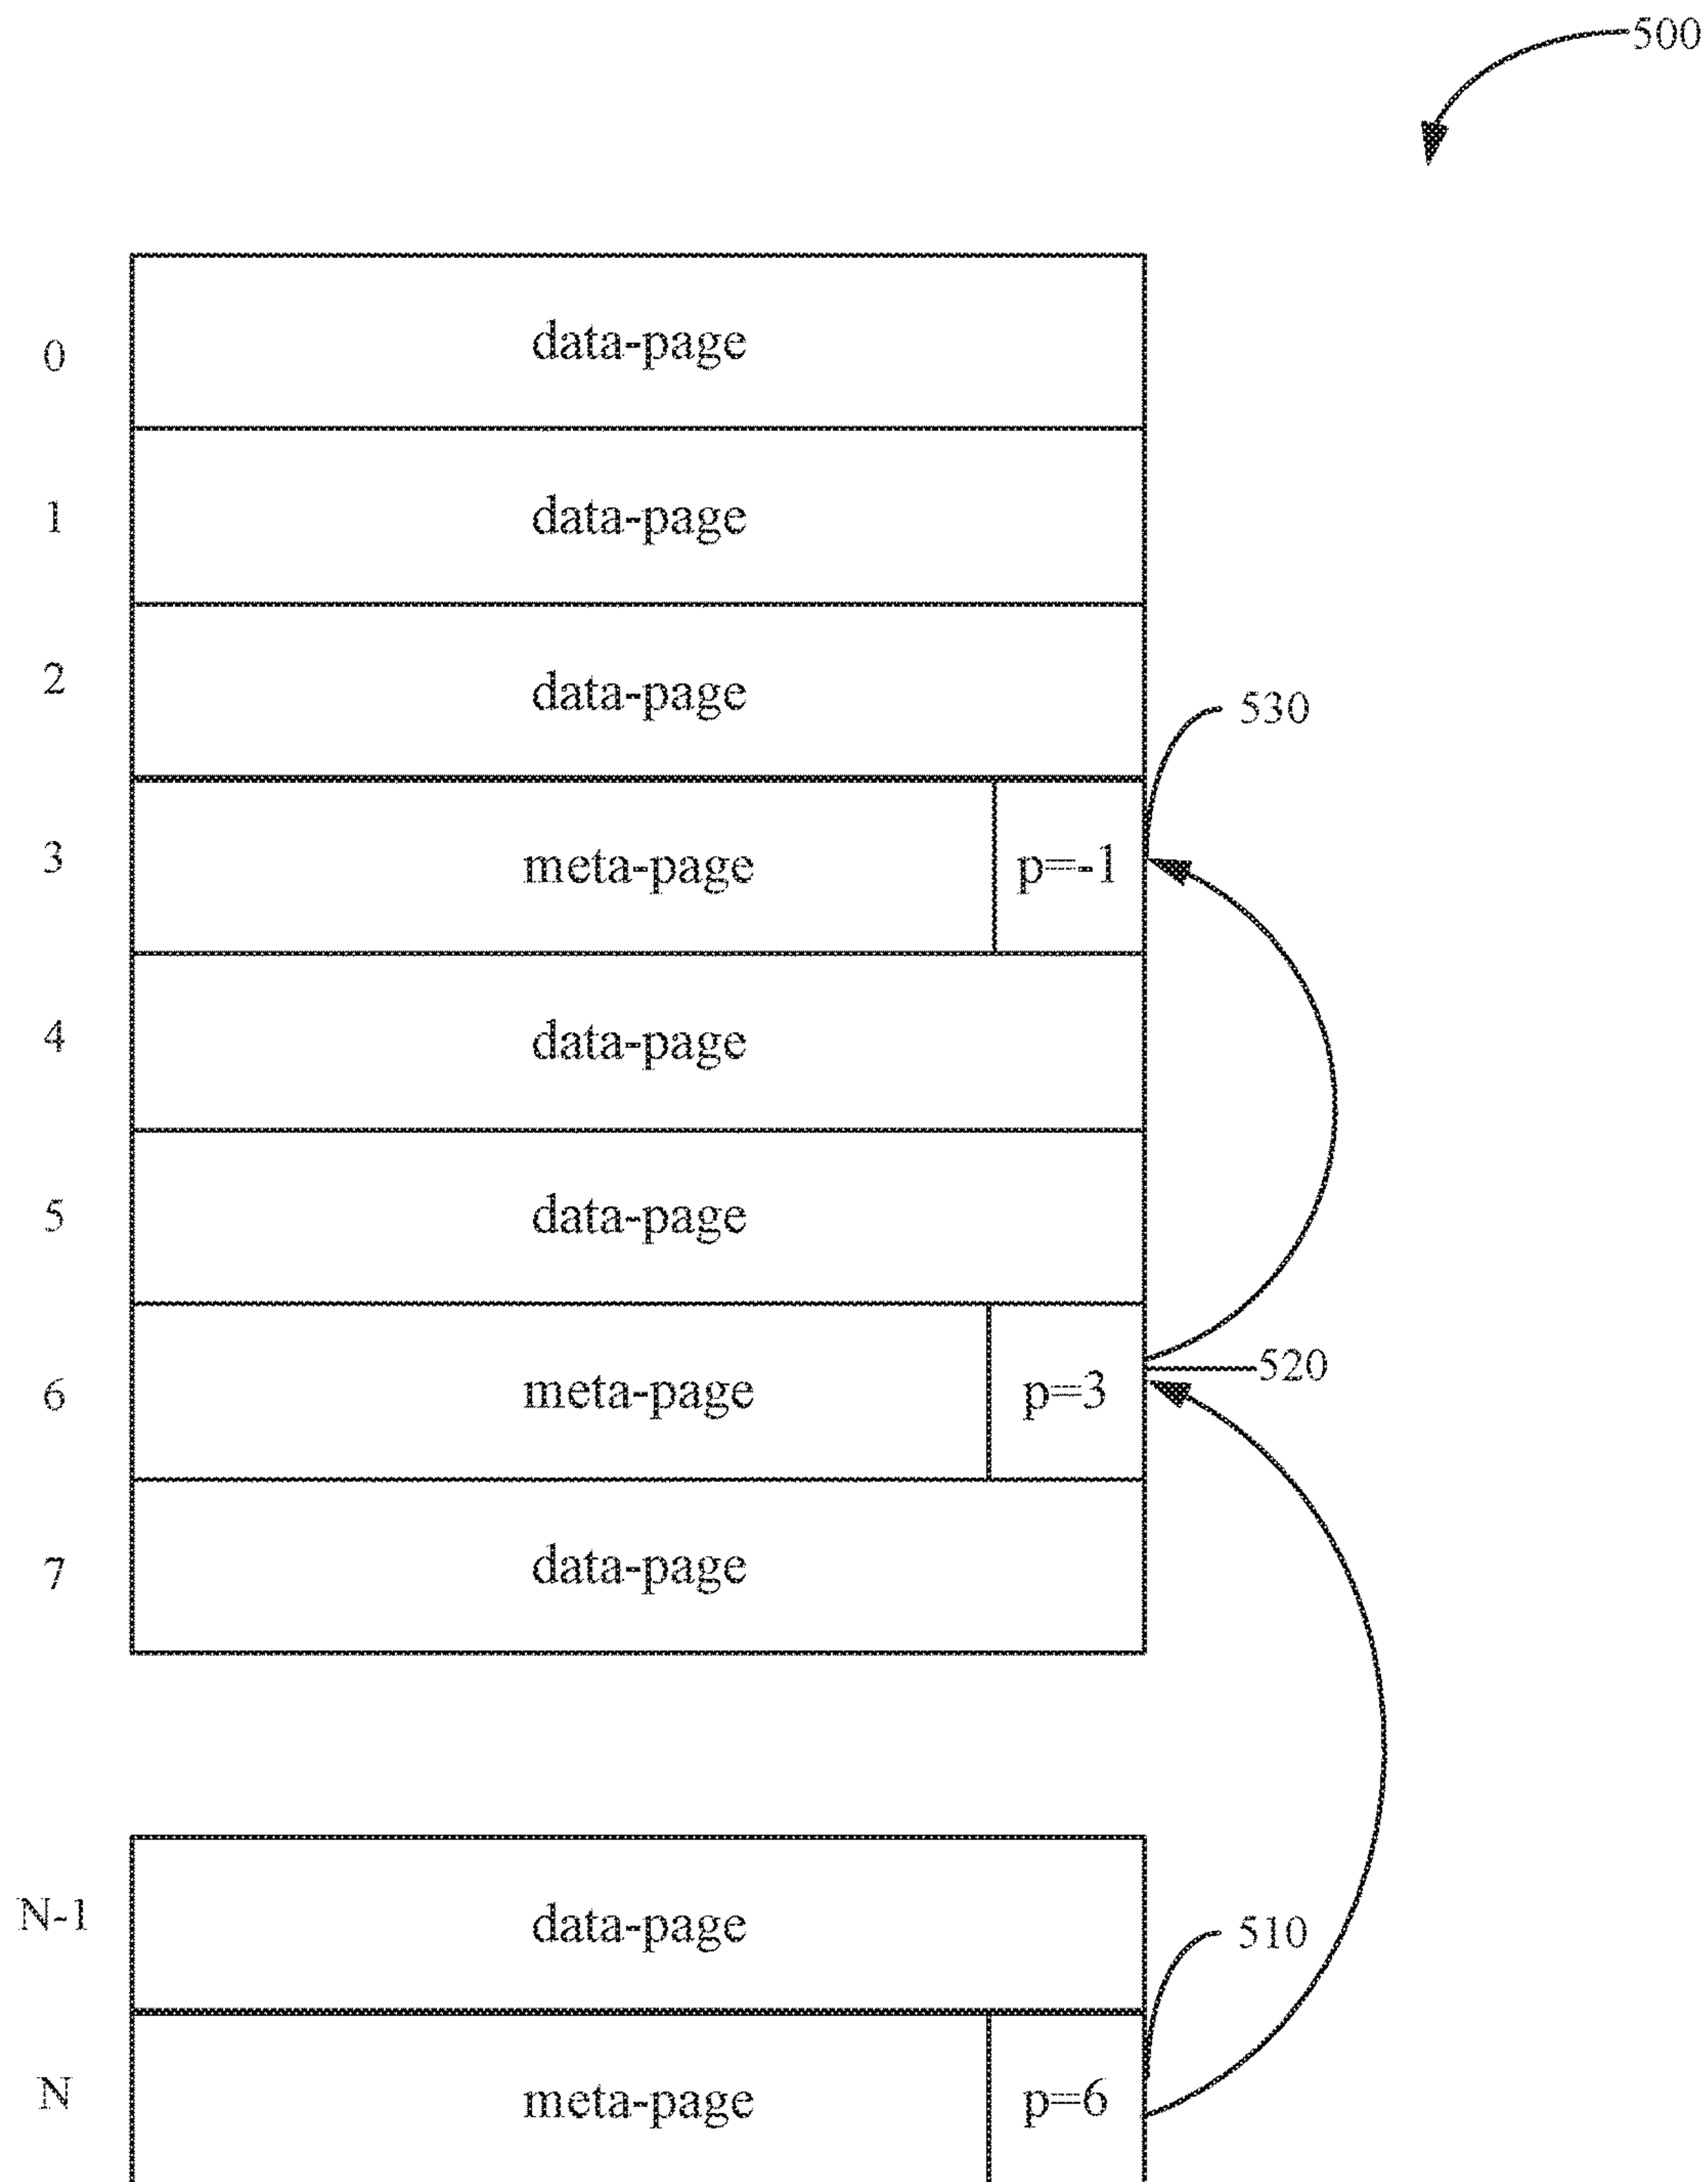 500
0 data-page
1 data-page
2 data-page
530
3 meta-page p=-1
4 data-page
5 data-page
520
6 meta-page p=3
7 data-page
N-1 data-page
510
N meta-page p=6